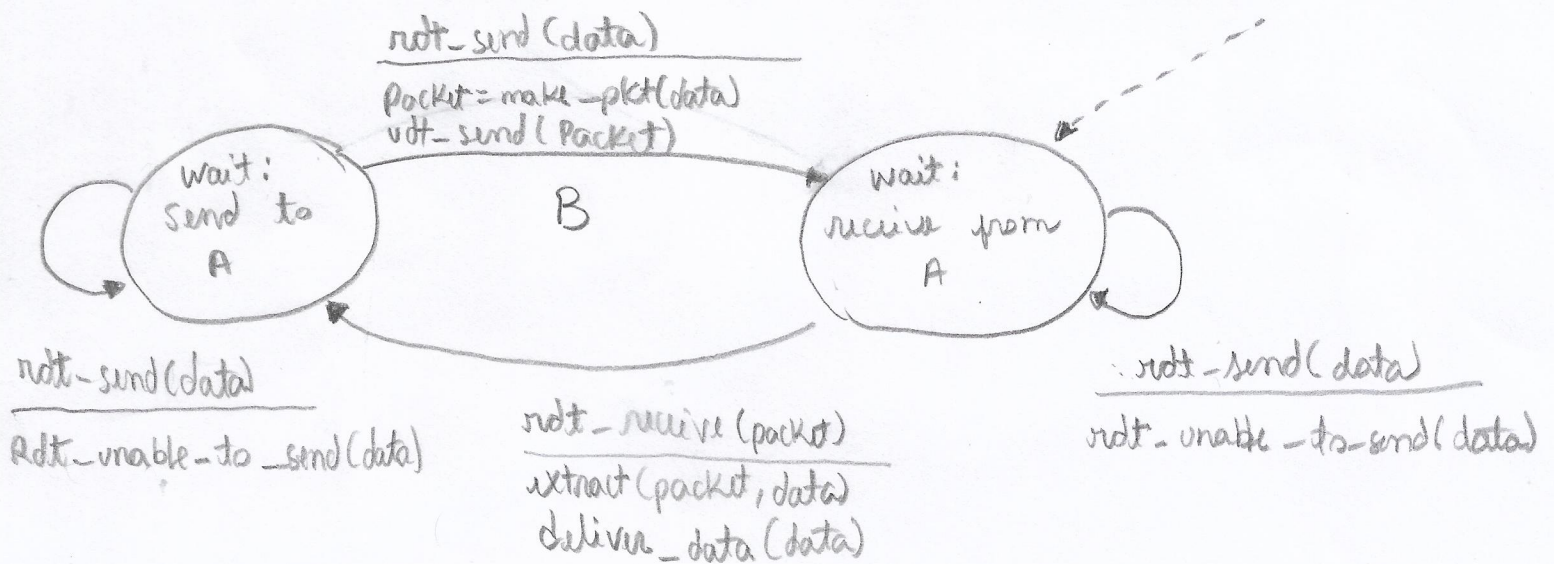 rdt_send(data)
Packet=make_pkt(data)
udt_send(Packet)
wait:
send to
A
B
wait:
receive from
A
rdt_send(data)
Rdt_unable_to_send(data)
rdt_receive(packet)
extract(packet, data)
deliver_data(data)
rdt_send(data)
rdt_unable_to_send(data)